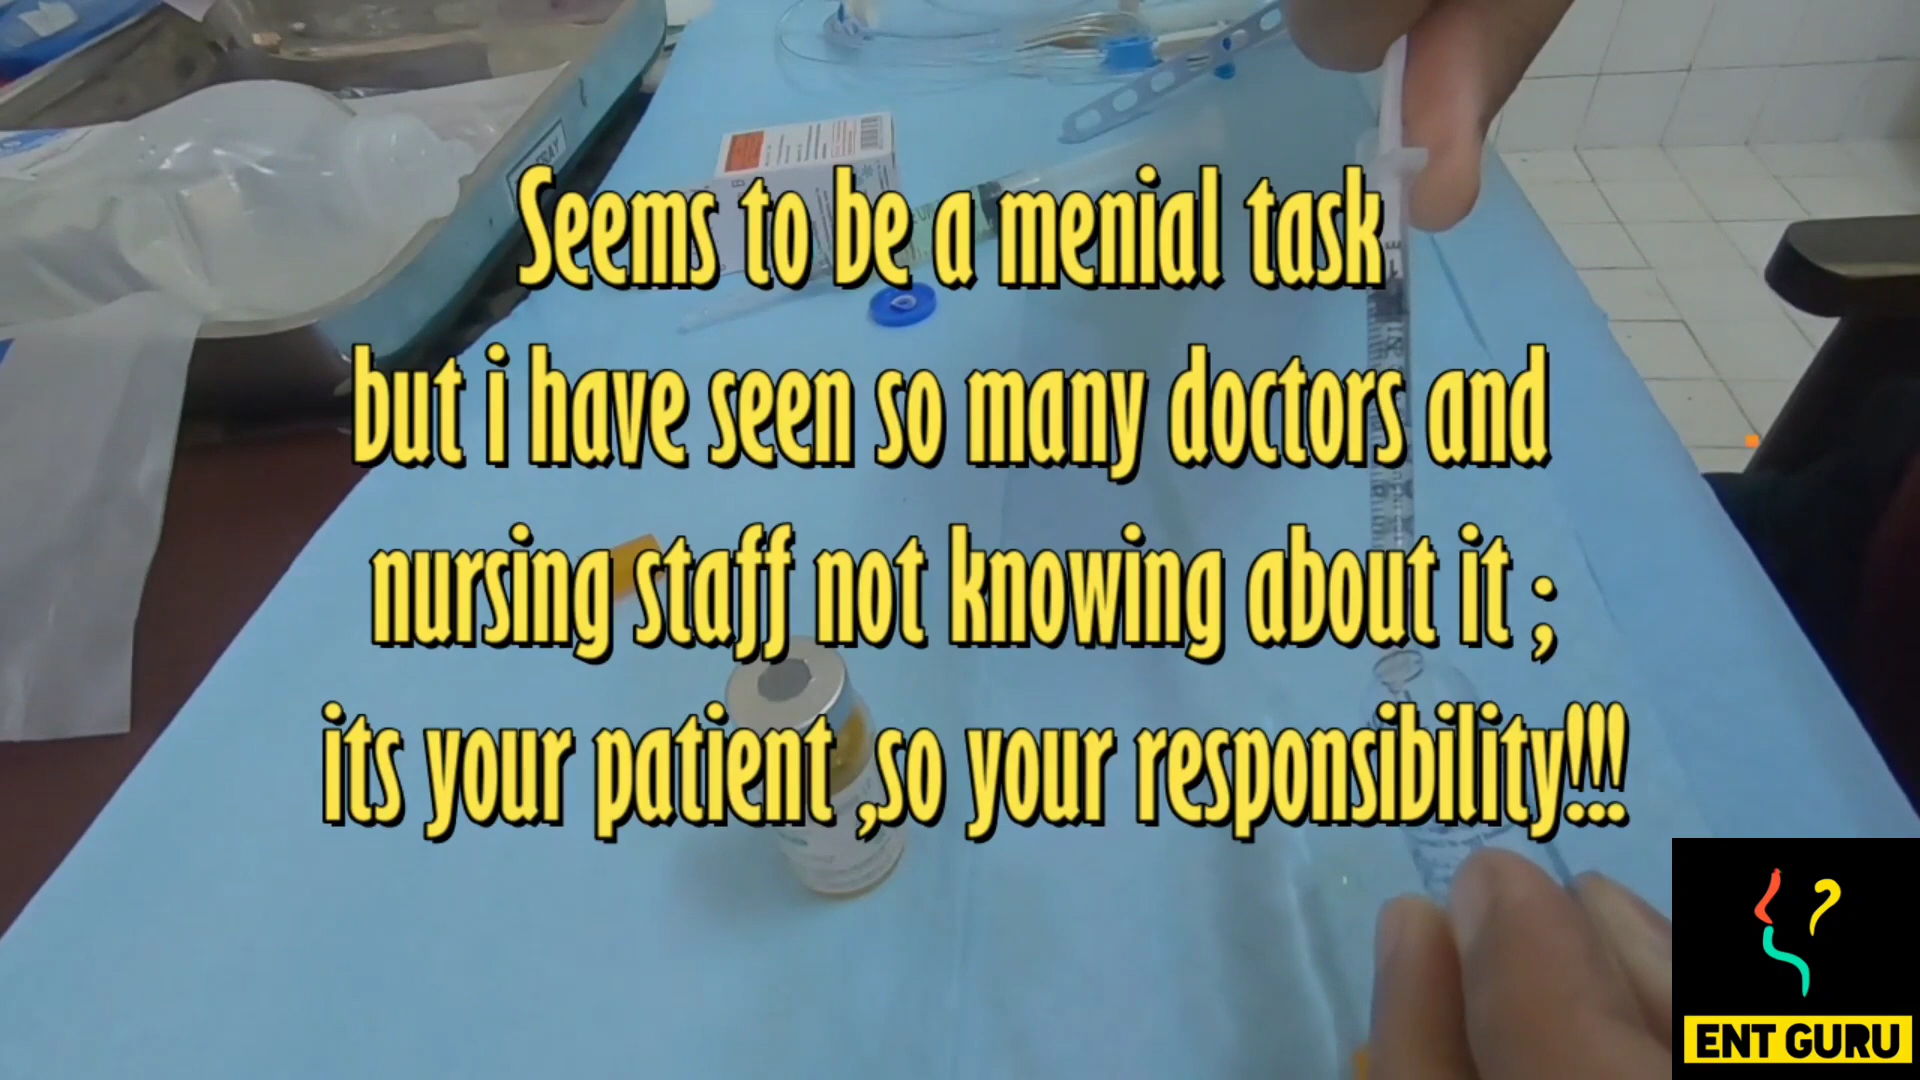 Seems to be a menial task
but i have seen so many doctors and
nursing staff not knowing about it ;
its your patient ,so your responsibility!!!
ENT GURU